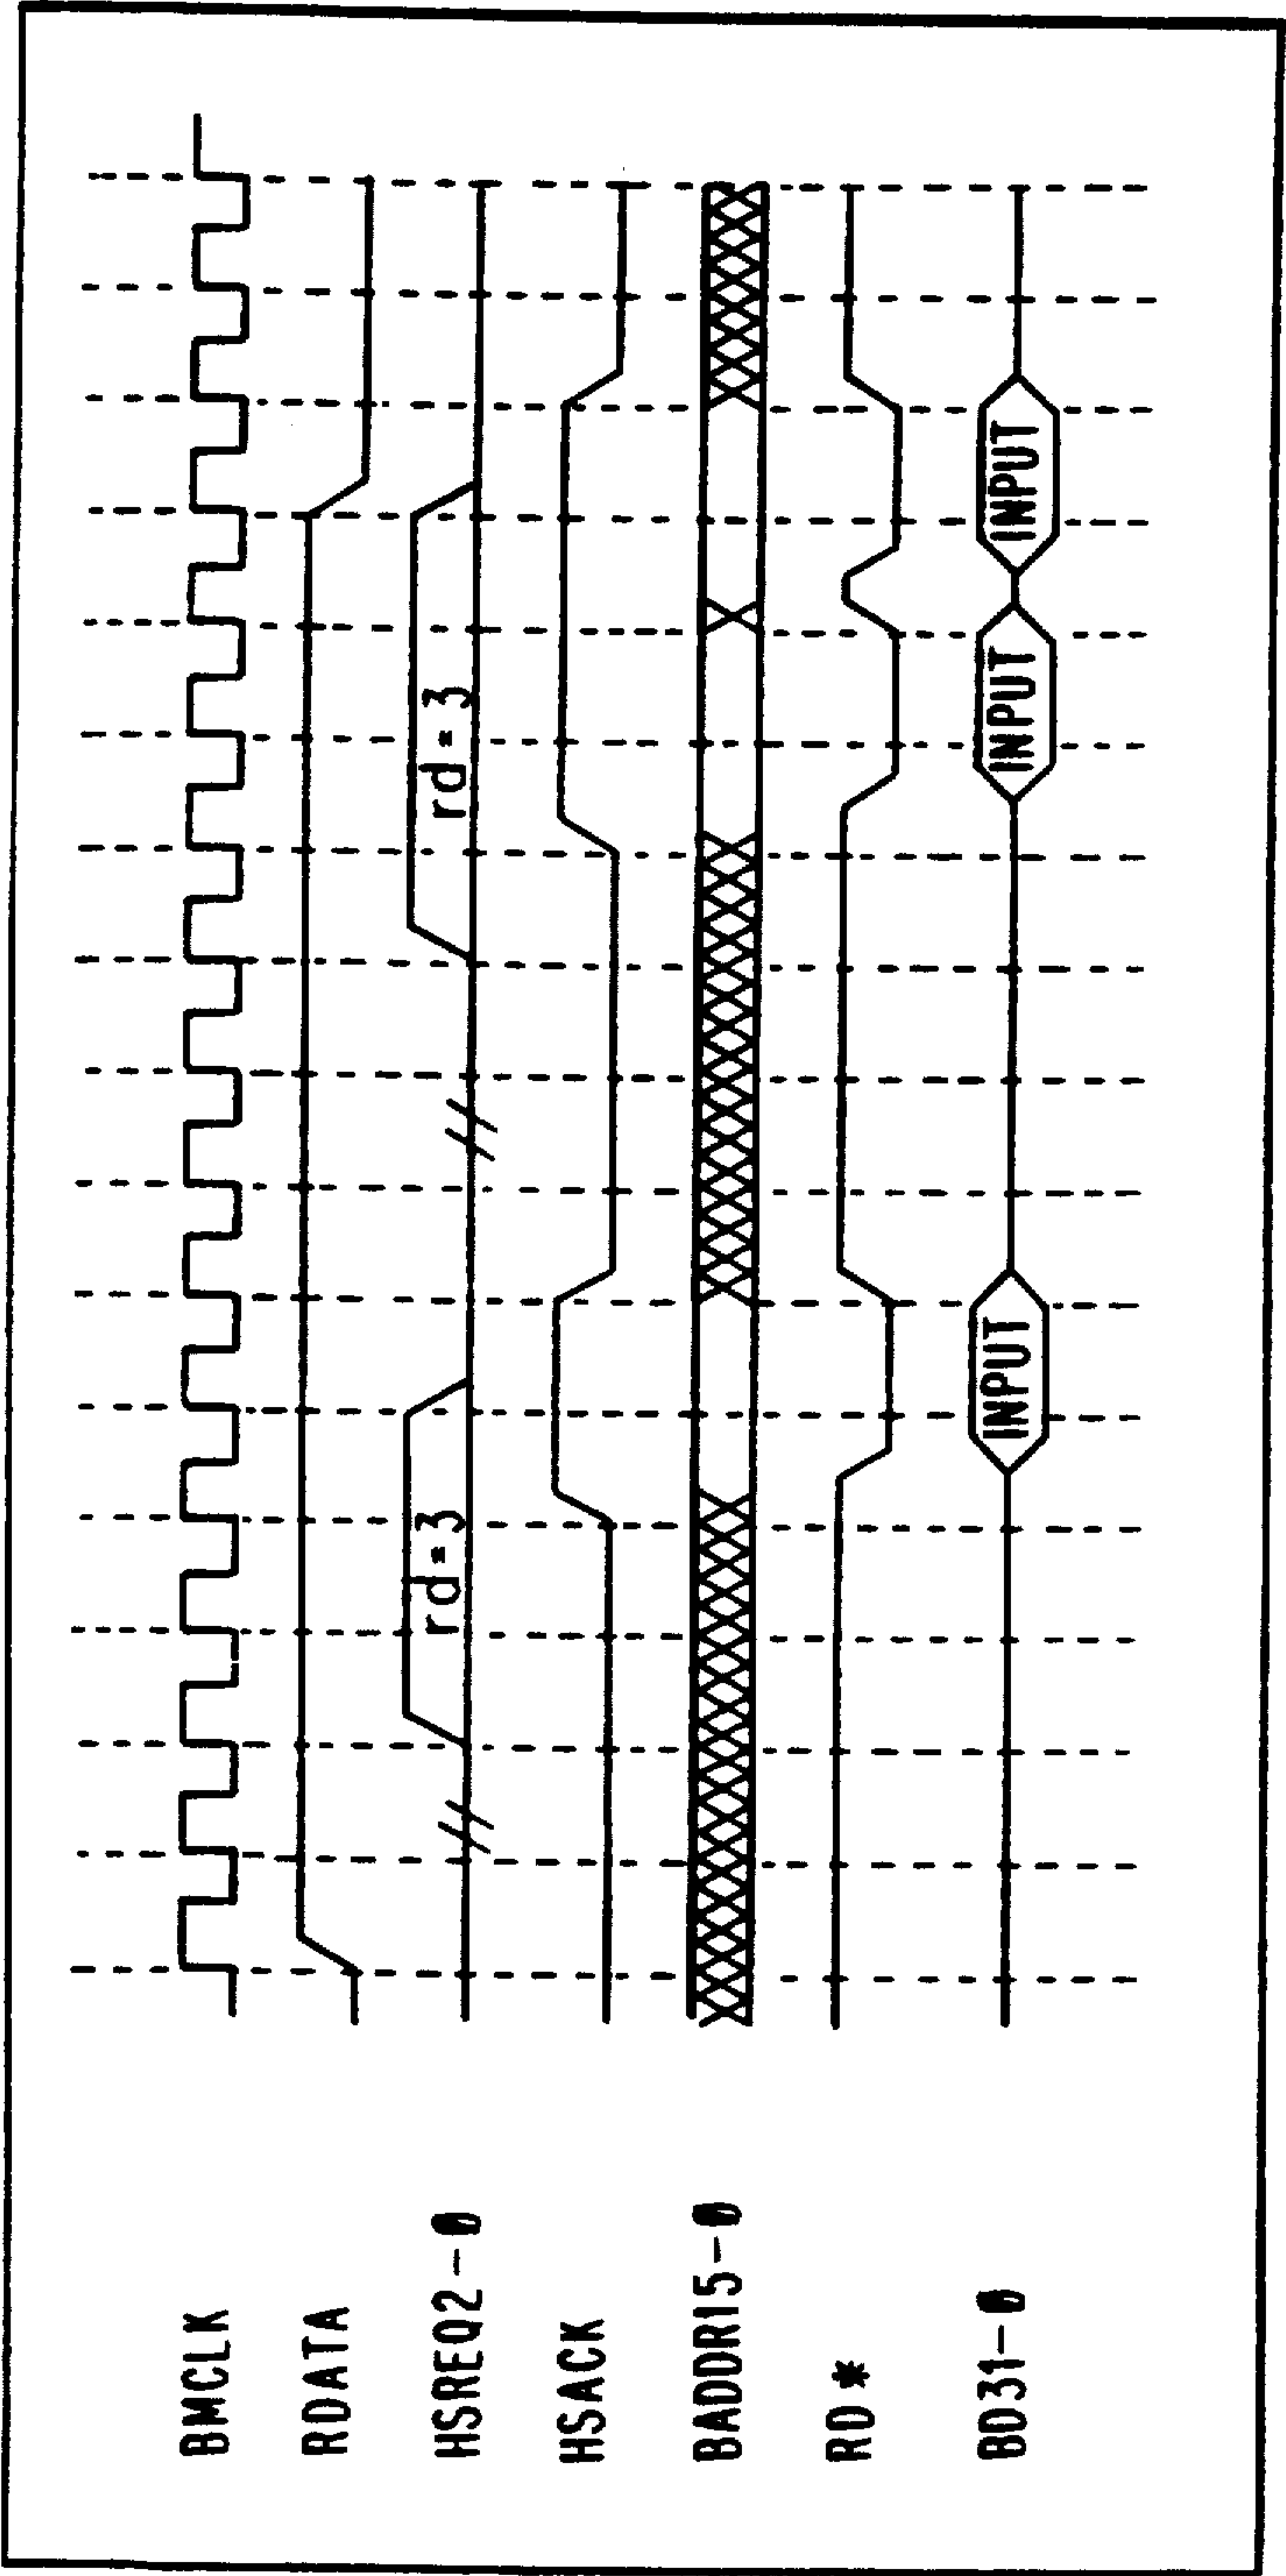 BMCLK
RDATA
HSREQ2-0 rd=3 rd=3
HSACK
BADDR15-0
RD*
BD31-0 INPUT INPUT INPUT